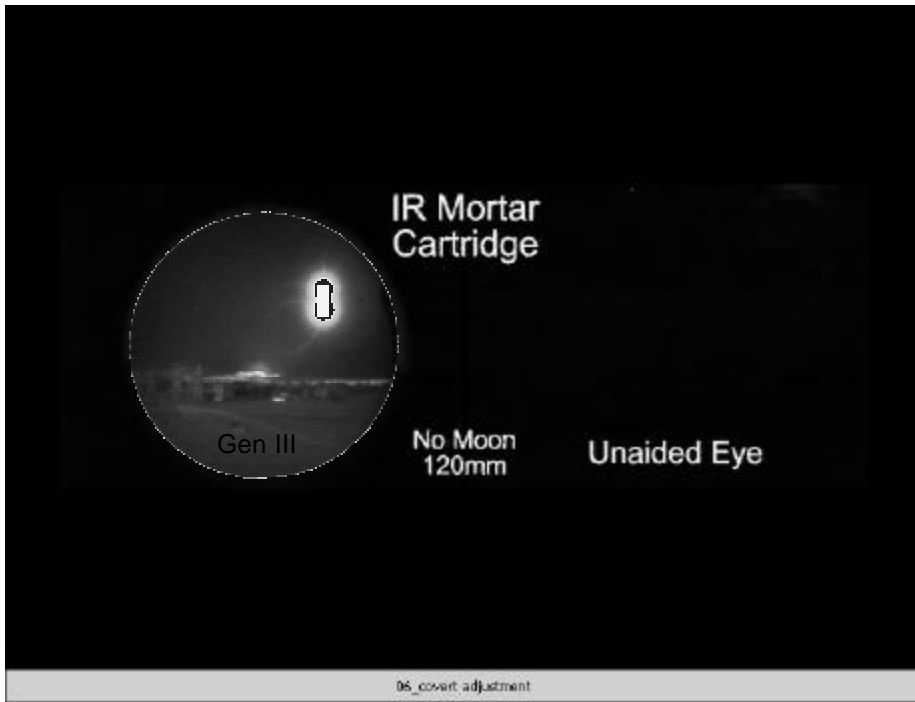 IR Mortar
Cartridge
Gen III
No Moon
120mm
Unaided Eye
06_covert adjustment